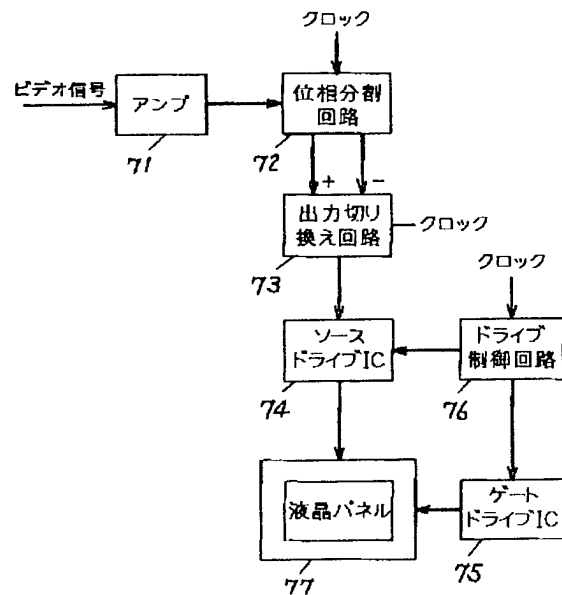 クロック
ビデオ信号
アンプ
71
位相分割
回路
72
+
-
出力切り
換え回路
クロック
73
クロック
ソース
ドライブIC
74
ドライブ
制御回路
76
液晶パネル
77
ゲート
ドライブIC
75